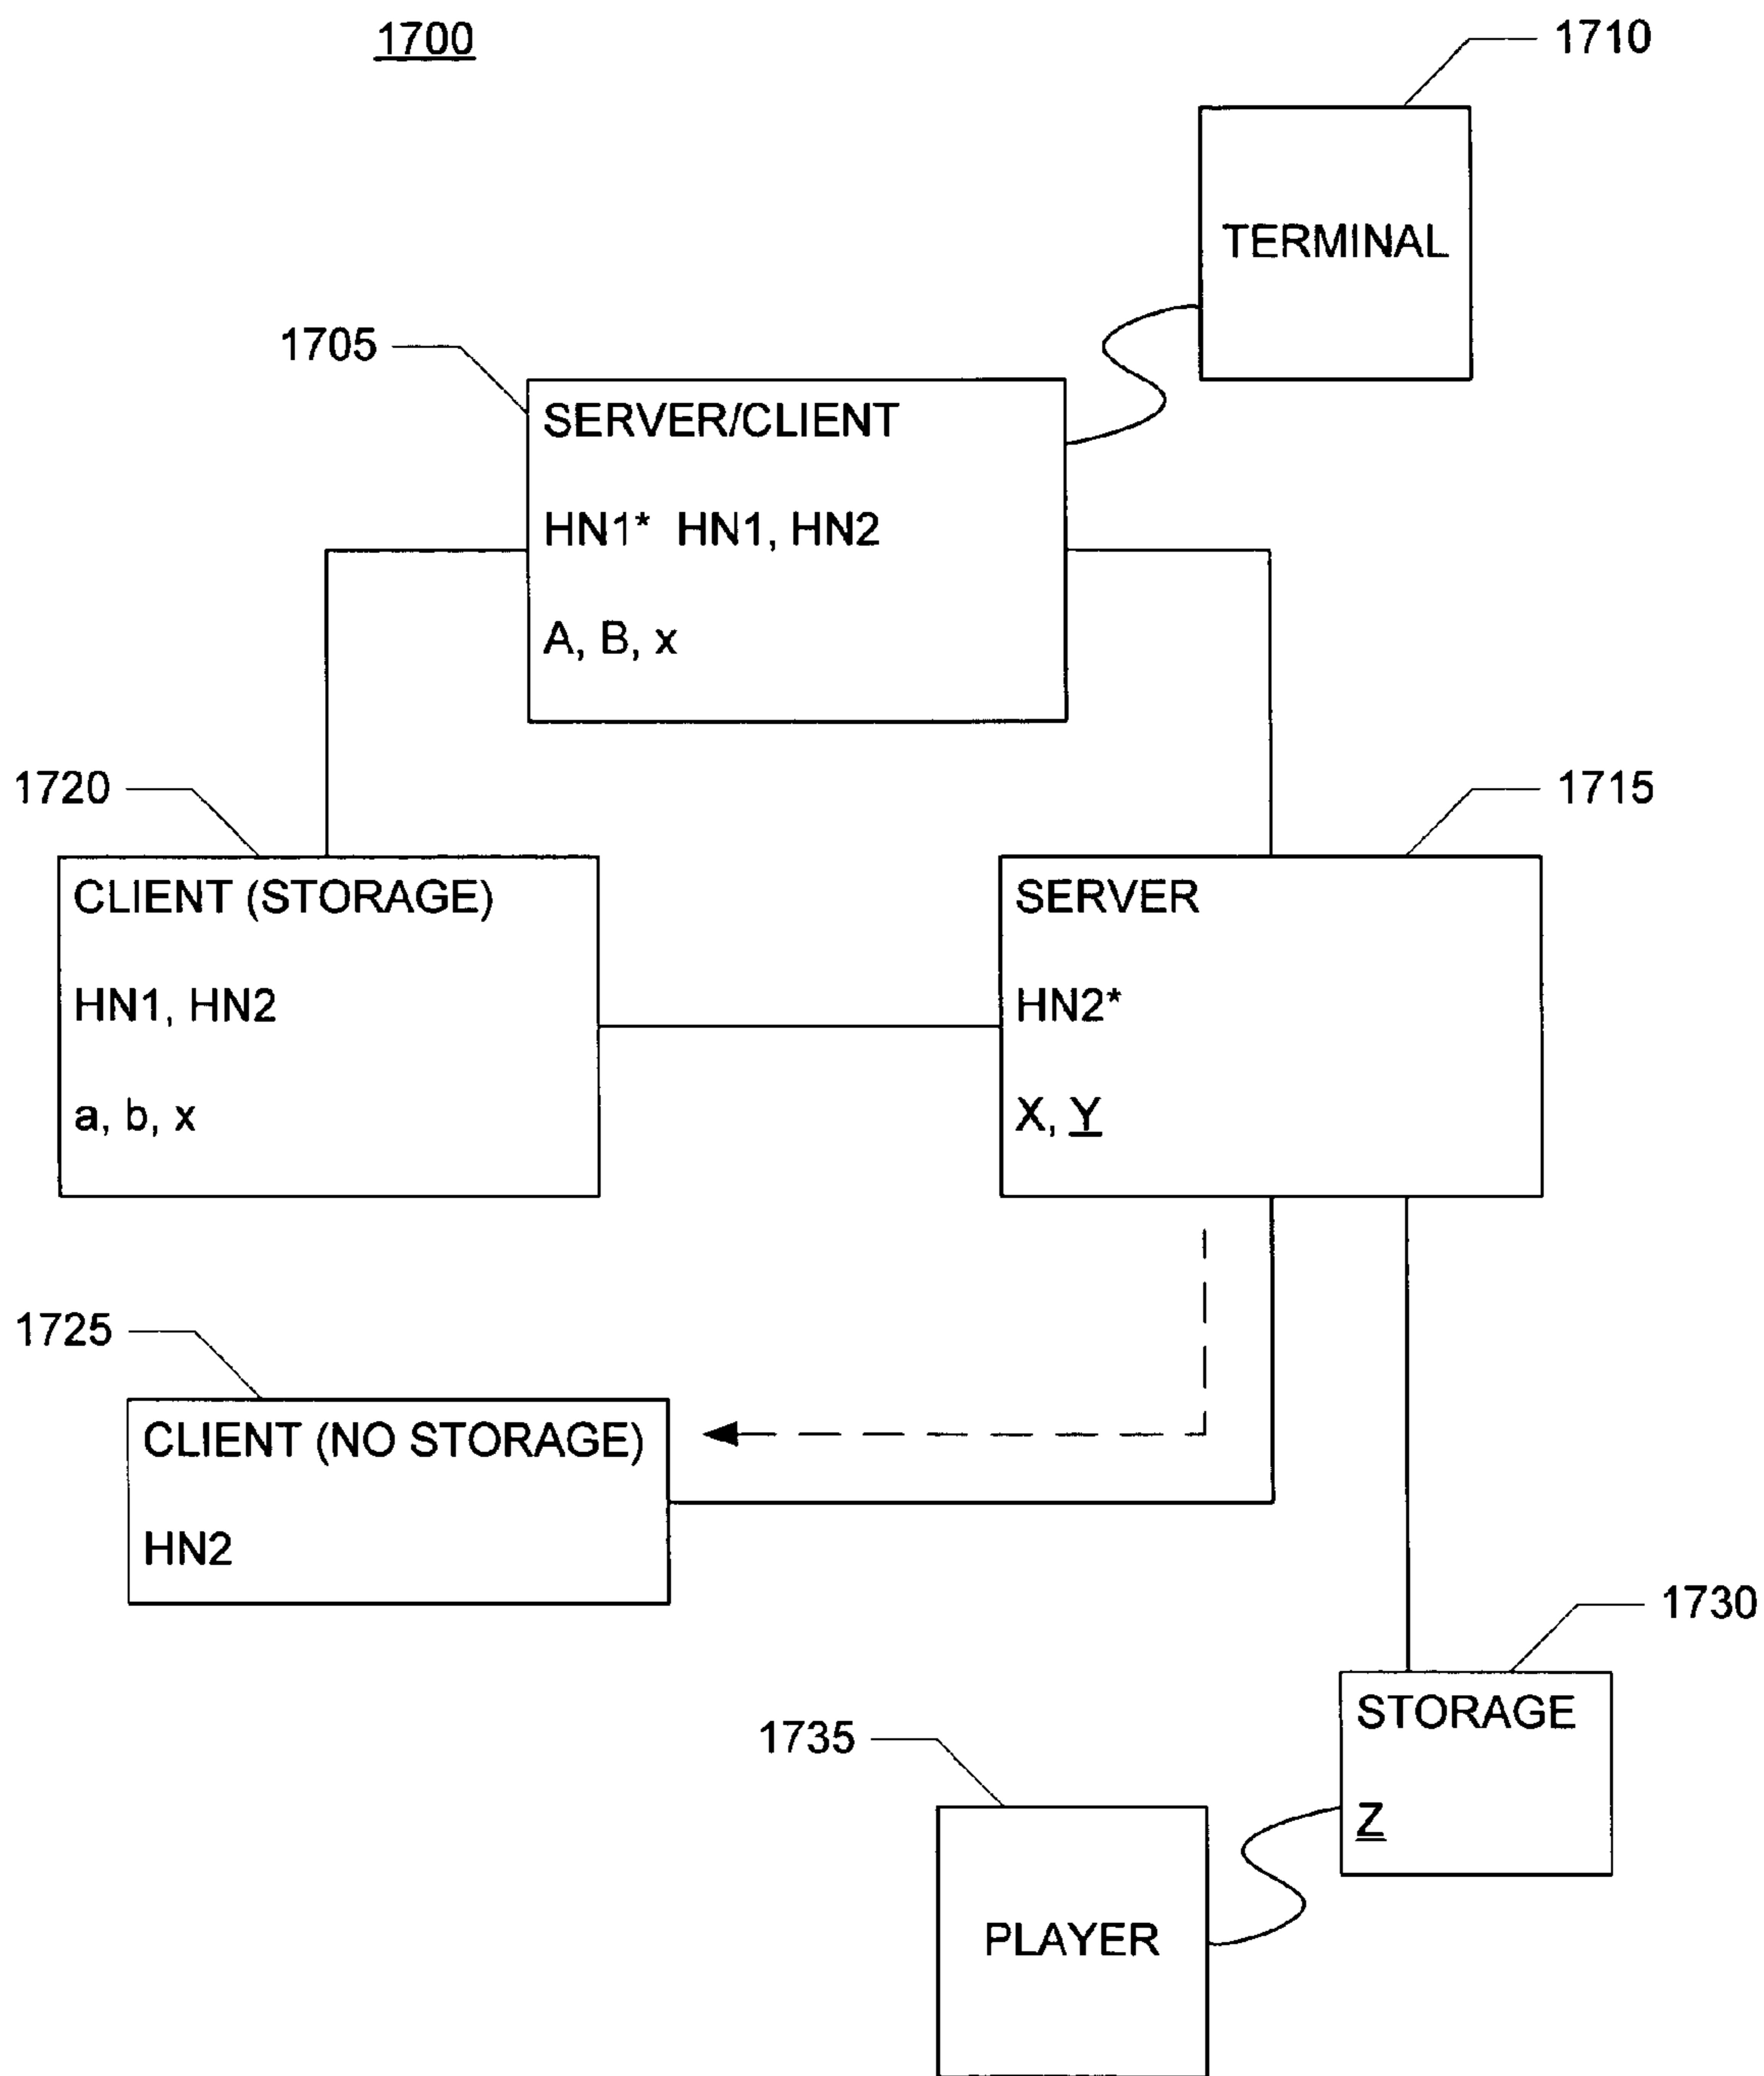 1700
1710
TERMINAL
1705
SERVER/CLIENT
HN1* HN1, HN2
A, B, x
1720
CLIENT (STORAGE)
HN1, HN2
a, b, x
1715
SERVER
HN2*
X, Y
1725
CLIENT (NO STORAGE)
HN2
1730
STORAGE
Z
1735
PLAYER